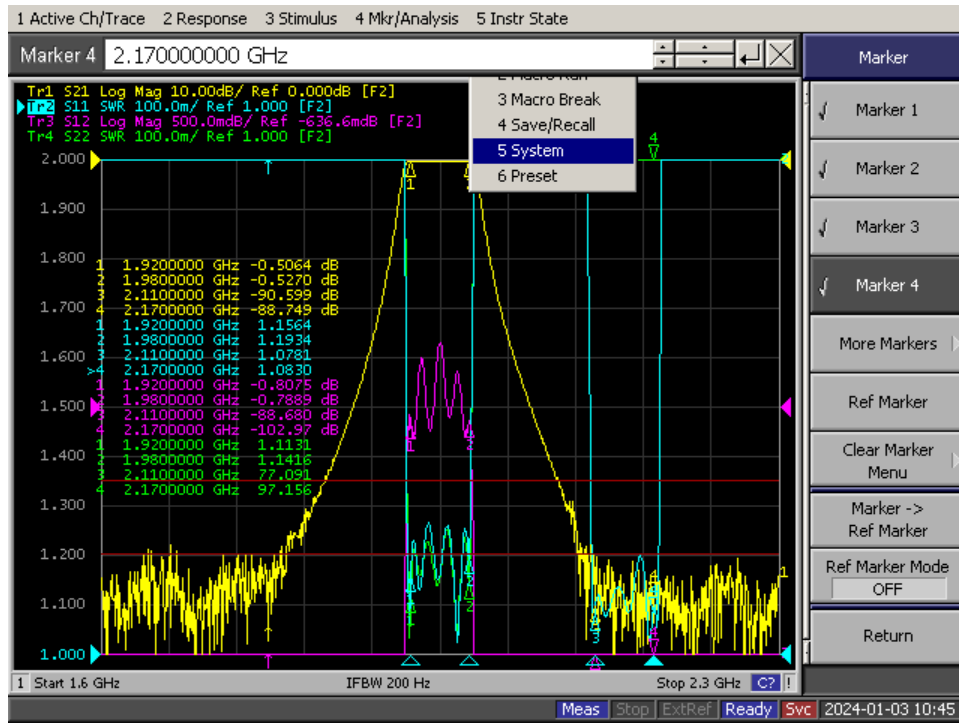 1 Active Ch/Trace 2 Response 3 Stimulus 4 Mkr/Analysis 5 Instr State
Marker 4 2.170000000 GHz
Marker
Tr1 S21 Log Mag 10.00dB/ Ref 0.000dB [F2]
Tr2 S11 SWR 100.0m/ Ref 1.000 [F2]
Tr3 S12 Log Mag 500.0mdB/ Ref -636.6mdB [F2]
Tr4 S22 SWR 100.0m/ Ref 1.000 [F2]
3 Macro Break
4 Save/Recall
5 System
6 Preset
2.000
1.900
1.800
1 1.9200000 GHz -0.5064 dB
2 1.9800000 GHz -0.5270 dB
3 2.1100000 GHz -90.599 dB
4 2.1700000 GHz -88.749 dB
1.700
1 1.9200000 GHz 1.1564
2 1.9800000 GHz 1.1934
3 2.1100000 GHz 1.0781
>4 2.1700000 GHz 1.0830
1.600
1 1.9200000 GHz -0.8075 dB
2 1.9800000 GHz -0.7889 dB
3 2.1100000 GHz -88.680 dB
4 2.1700000 GHz -102.97 dB
1.500
1 1.9200000 GHz 1.1131
2 1.9800000 GHz 1.1416
3 2.1100000 GHz 77.091
4 2.1700000 GHz 97.156
1.400
1.300
1.200
1.100
1.000
1 Start 1.6 GHz IFBW 200 Hz Stop 2.3 GHz C? !
Marker 1
Marker 2
Marker 3
Marker 4
More Markers
Ref Marker
Clear Marker
Menu
Marker ->
Ref Marker
Ref Marker Mode
OFF
Return
Meas Stop ExtRef Ready Svc 2024-01-03 10:45